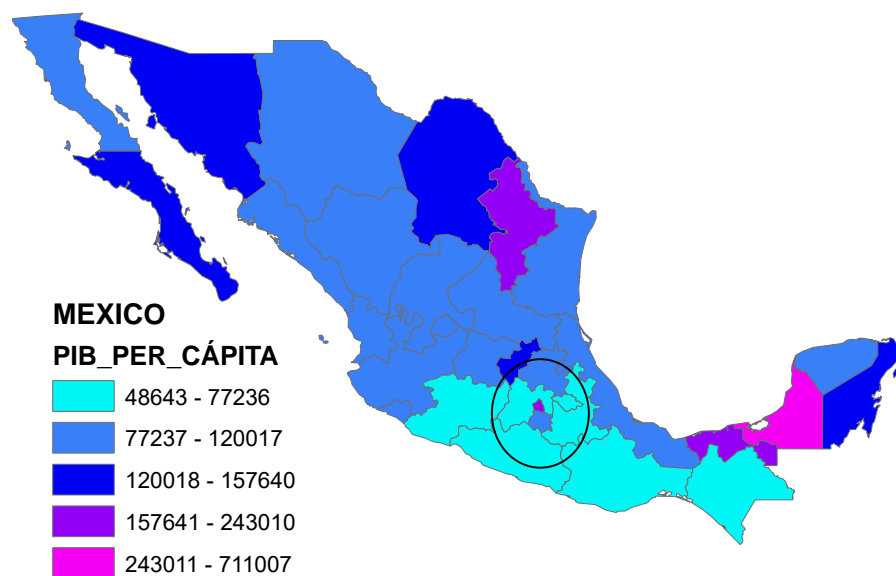 MEXICO
PIB_PER_CÁPITA
48643 - 77236
77237 - 120017
120018 - 157640
157641 - 243010
243011 - 711007